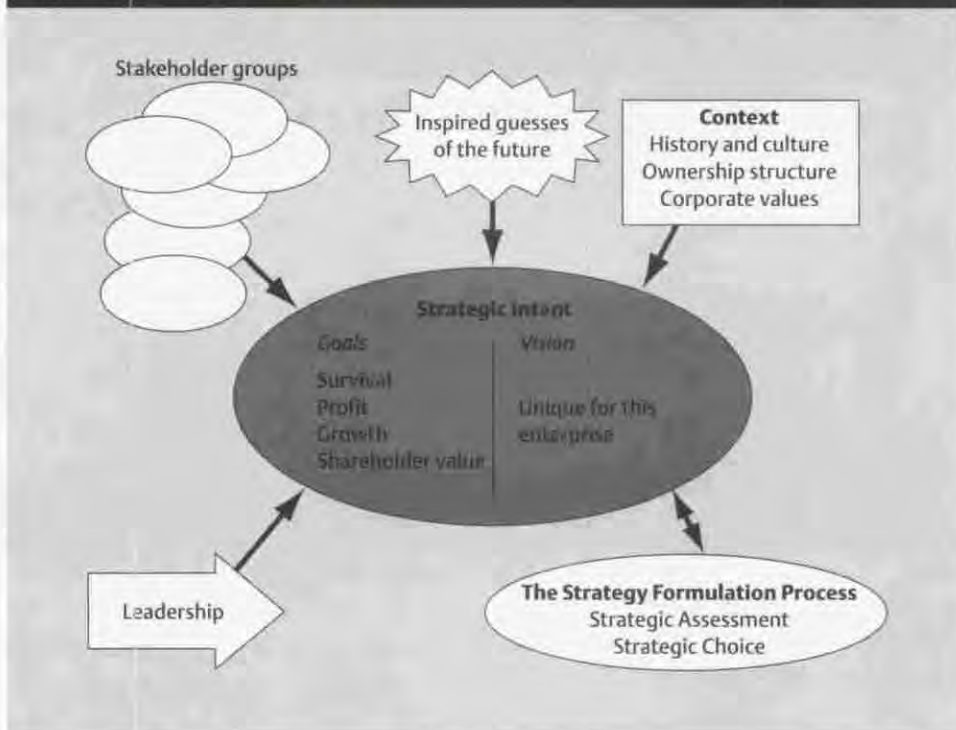 Stakeholder groups
Inspired guesses
of the future
Context
History and culture
Ownership structure
Corporate values
Strategic Intent
Goals
Vision
Survival
Profit
Growth
Shareholder value
Unique for this
enterprise
Leadership
The Strategy Formulation Process
Strategic Assessment
Strategic Choice